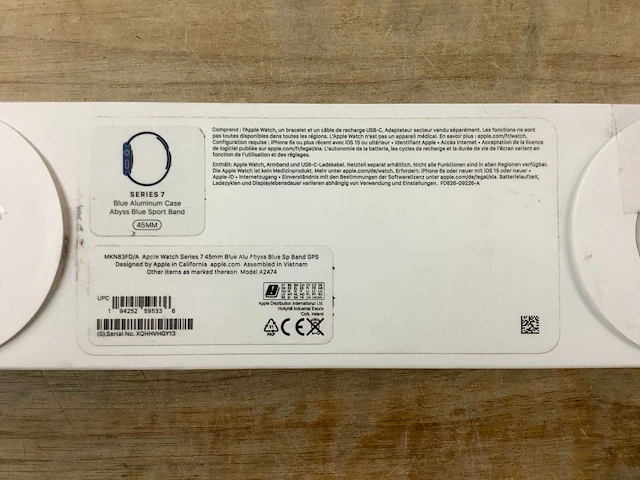 SERIES 7
Blue Aluminum Case
Abyss Blue Sport Band
45MM
Comprend : l'Apple Watch, un bracelet et un câble de recharge USB-C. Adaptateur secteur vendu séparément. Les fonctions ne sont
pas toutes disponibles dans toutes les régions. L'Apple Watch n'est pas un appareil médical. En savoir plus : apple.com/fr/watch.
Configuration requise : iPhone 6s ou plus récent avec iOS 15 ou ultérieur • Identifiant Apple • Accès Internet • Acceptation de la licence
de logiciel publiée sur apple.com/fr/legal/sla. L'autonomie de la batterie, les cycles de recharge et la durée de vie de l'écran varient
en fonction de l'utilisation et des réglages.
Enthält: Apple Watch, Armband und USB-C-Ladekabel. Netzteil separat erhältlich. Nicht alle Funktionen sind in allen Regionen verfügbar.
Die Apple Watch ist kein Medizinprodukt. Mehr unter apple.com/de/watch. Erfordert: iPhone 6s oder neuer mit iOS 15 oder neuer •
Apple-ID • Internetzugang • Einverständnis mit den Bestimmungen der Softwarelizenz unter apple.com/de/legal/sla. Batterielaufzeit,
Ladezyklen und Displaylebensdauer variieren abhängig von Verwendung und Einstellungen. FD826-09226-A
MKN83FD/A Apple Watch Series 7 45mm Blue Alu Abyss Blue Sp Band GPS
Designed by Apple in California apple.com Assembled in Vietnam
Other items as marked thereon Model A2474
UPC
1 94252 59533 6
(S) Serial No. XQHHVHGY13
Apple Distribution International Ltd.
Hollyhill Industrial Estate
Cork, Ireland
21
PAP
CE